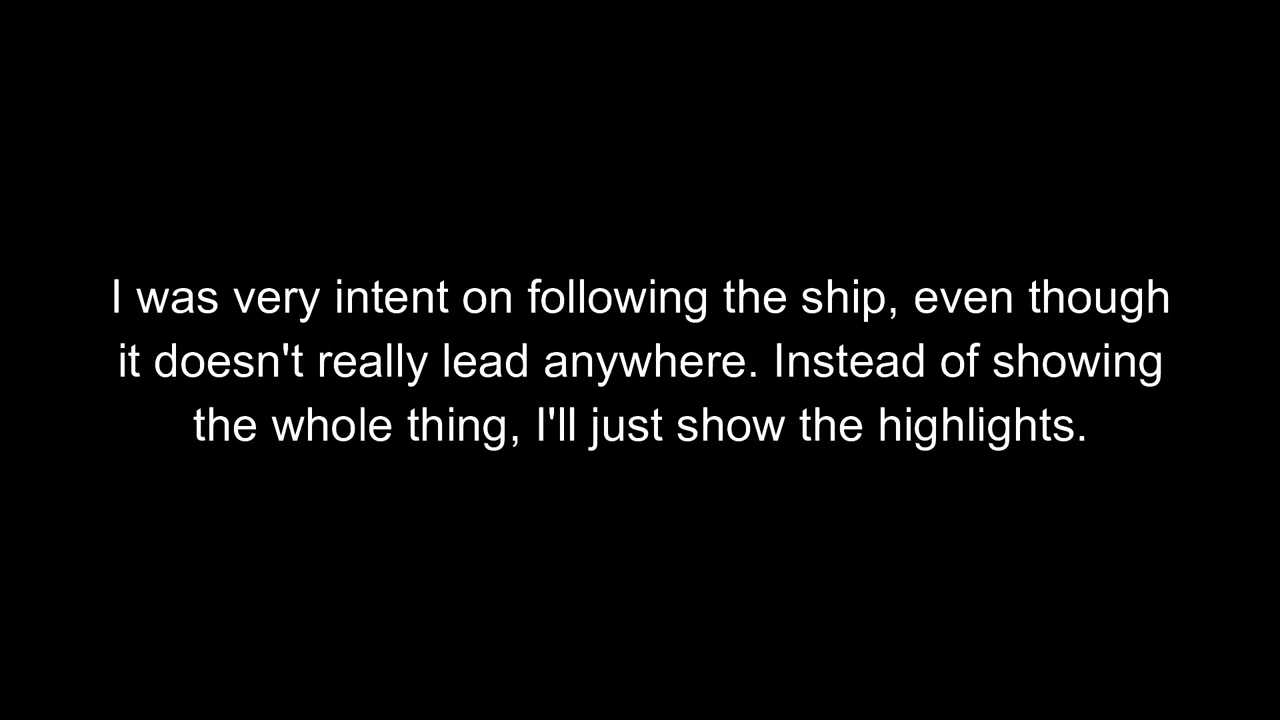 I was very intent on following the ship, even though
it doesn't really lead anywhere. Instead of showing
the whole thing, I'll just show the highlights.